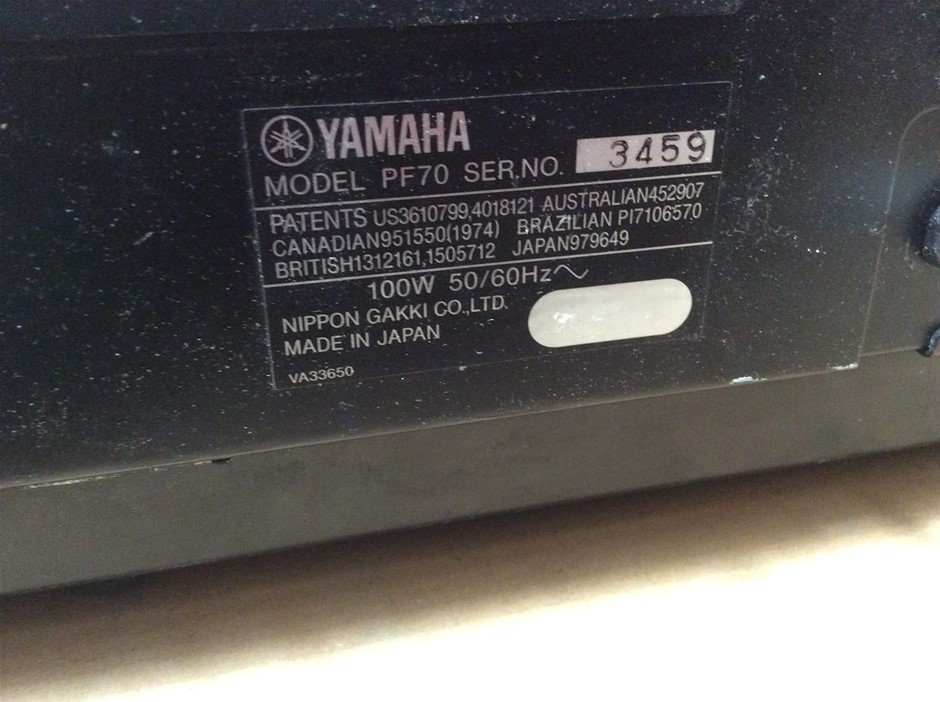 YAMAHA
MODEL PF70 SER.NO. 3459
PATENTS US3610799,4018121 AUSTRALIAN452907
CANADIAN951550(1974) BRAZILIAN PI7106570
BRITISH1312161,1505712 JAPAN979649
100W 50/60Hz～
NIPPON GAKKI CO.,LTD.
MADE IN JAPAN
VA33650